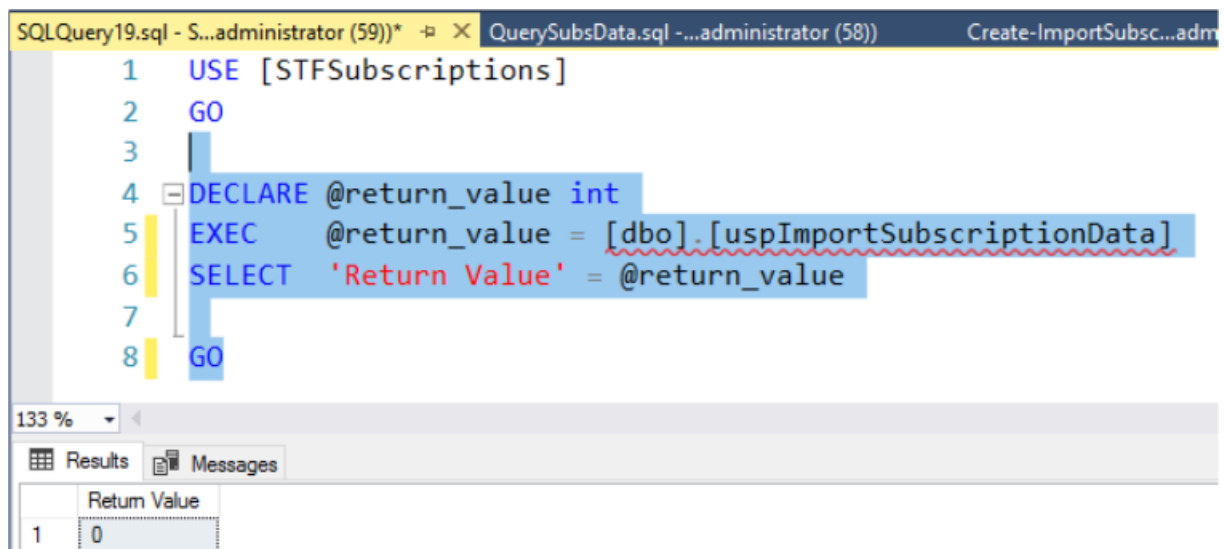 SQLQuery19.sql - S...administrator (59))* QuerySubsData.sql -...administrator (58)) Create-ImportSubsc...adm
1 USE [STFSubscriptions]
2 GO
3
4 DECLARE @return_value int
5 EXEC @return_value = [dbo].[uspImportSubscriptionData]
6 SELECT 'Return Value' = @return_value
7
8 GO
133 %
Results Messages
Return Value
1 0